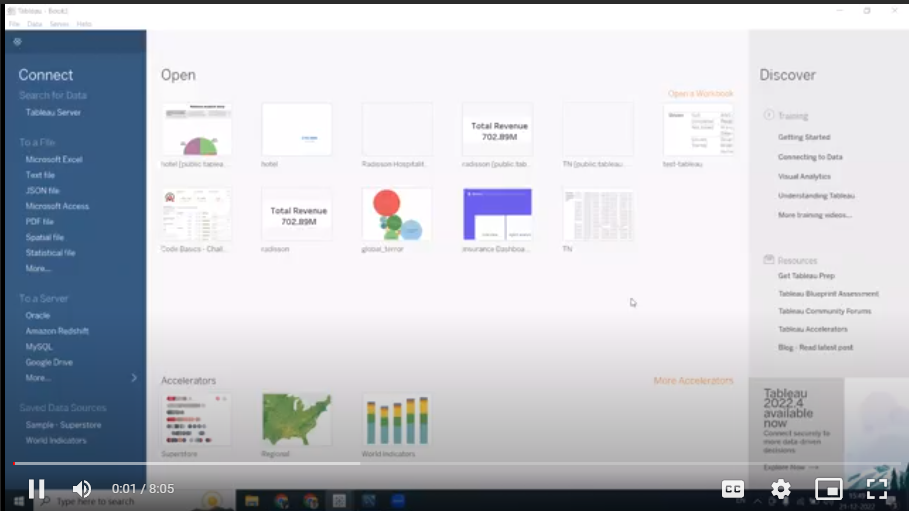 Tableau - Book1
File Data Server Help
Connect
Search for Data
Tableau Server
To a File
Microsoft Excel
Text file
JSON file
Microsoft Access
PDF file
Spatial file
Statistical file
More...
To a Server
Oracle
Amazon Redshift
MySQL
Google Drive
More...
Saved Data Sources
Sample - Superstore
World Indicators
Open
Open a Workbook
Total Revenue
702.89M
hotel (public tablea...
hotel
Radisson Hospitalit...
radisson (public tab...
TN (public tableau...
test-tableau
Total Revenue
702.89M
Code Basics - Chall...
radisson
global_terror
Insurance Dashboa...
TN
Accelerators
More Accelerators
Superstore
Regional
World Indicators
Discover
Training
Getting Started
Connecting to Data
Visual Analytics
Understanding Tableau
More training videos...
Resources
Get Tableau Prep
Tableau Blueprint Assessment
Tableau Community Forums
Tableau Accelerators
Blog - Read latest post
Tableau
2022.4
available
now
Connect securely to
more data-driven
decisions
Explore Now
0:01 / 8:05
CC
Type here to search
21-12-2022